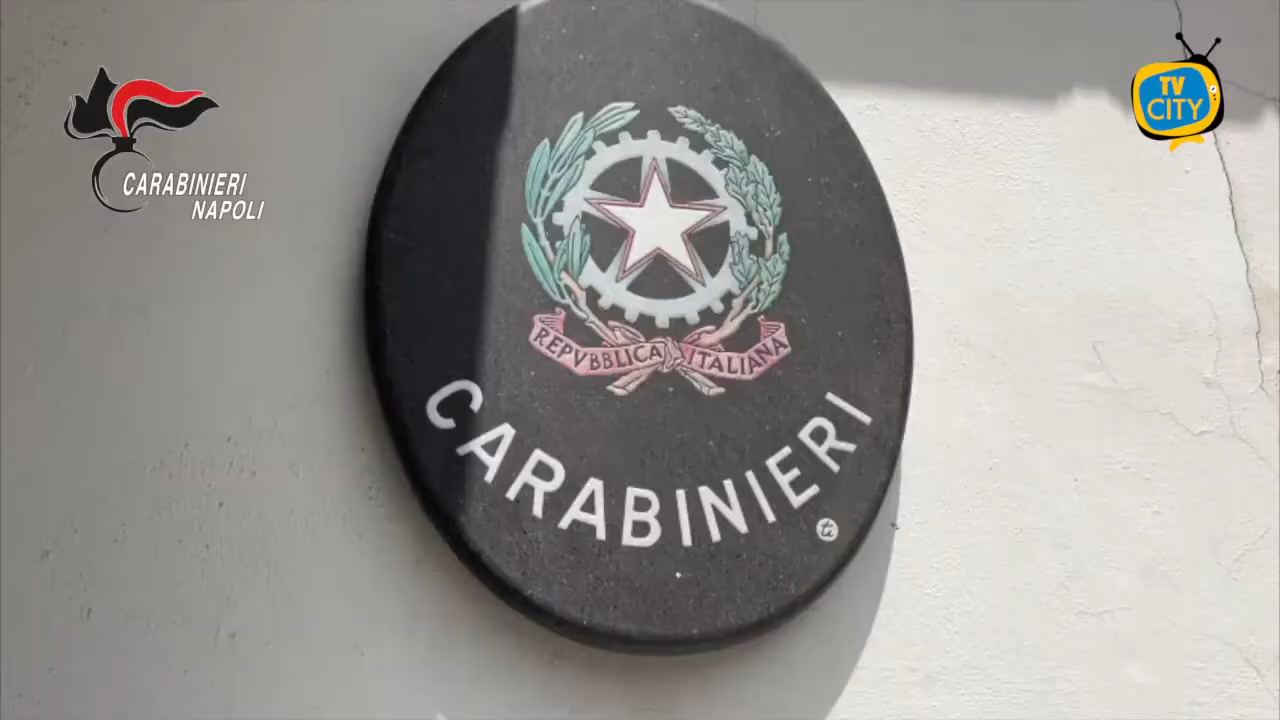 CARABINIERI
NAPOLI
TV
CITY
REPVBBLICA ITALIANA
CARABINIERI